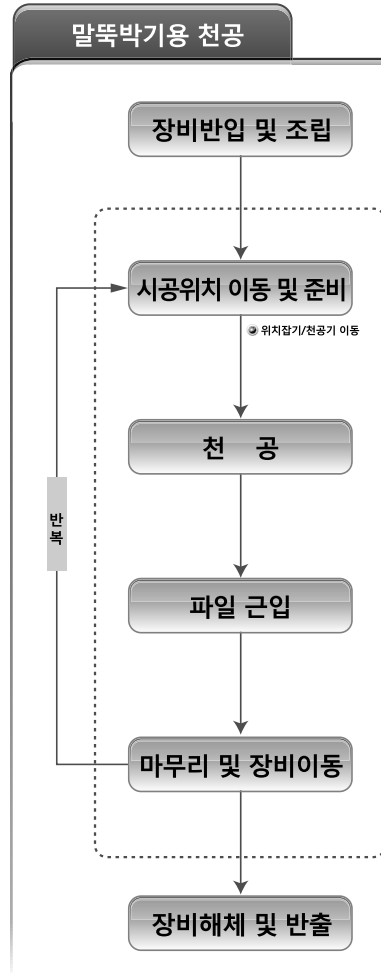 말뚝박기용 천공
장비반입 및 조립
시공위치 이동 및 준비
위치잡기/천공기 이동
천 공
반복
파일 근입
마무리 및 장비이동
장비해체 및 반출